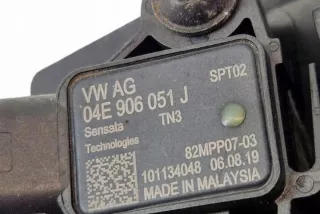 VW AG
SPT02
04E 906 051 J
Sensata
TN3
Technologies
82MPP07-03
101134048 06.08.19
MADE IN MALAYSIA